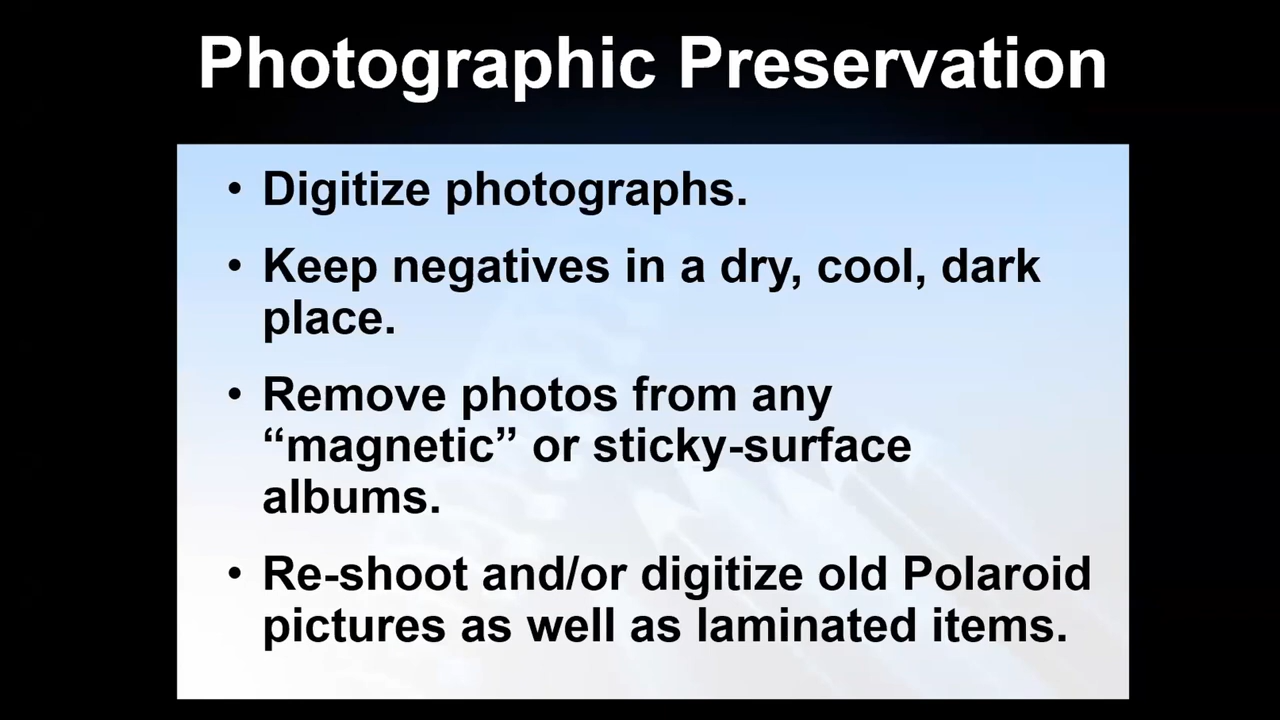 Photographic Preservation
• Digitize photographs.
• Keep negatives in a dry, cool, dark
place.
• Remove photos from any
“magnetic” or sticky-surface
albums.
• Re-shoot and/or digitize old Polaroid
pictures as well as laminated items.